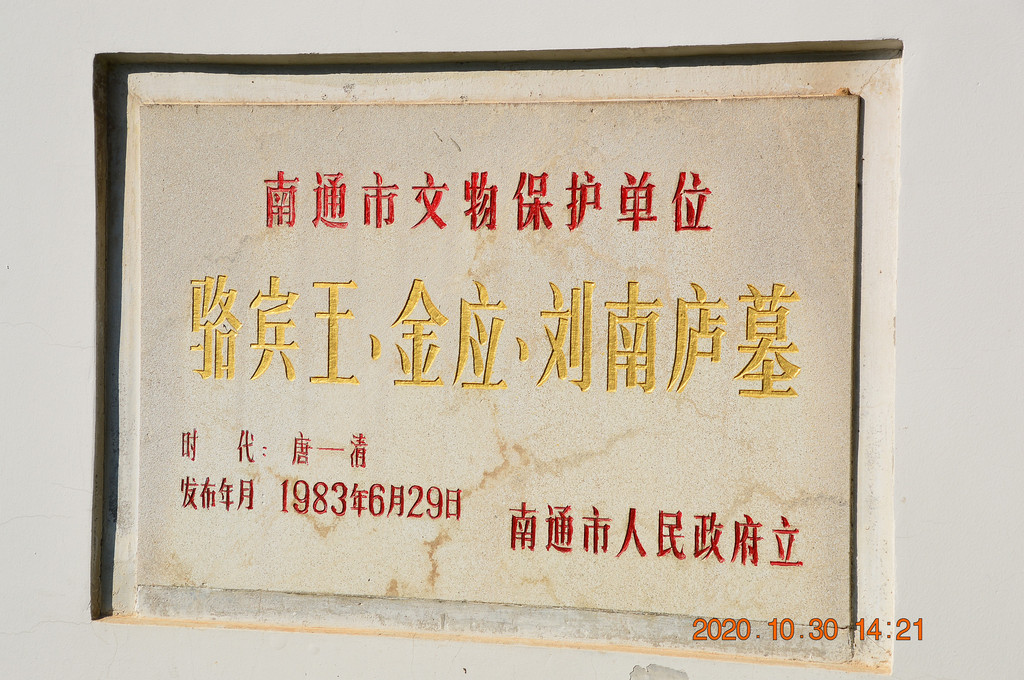 南通市文物保护单位
骆宾王·金应·刘南庐墓
时 代：唐—清
发布年月 1983年6月29日
南通市人民政府立
2020.10.30 14:21